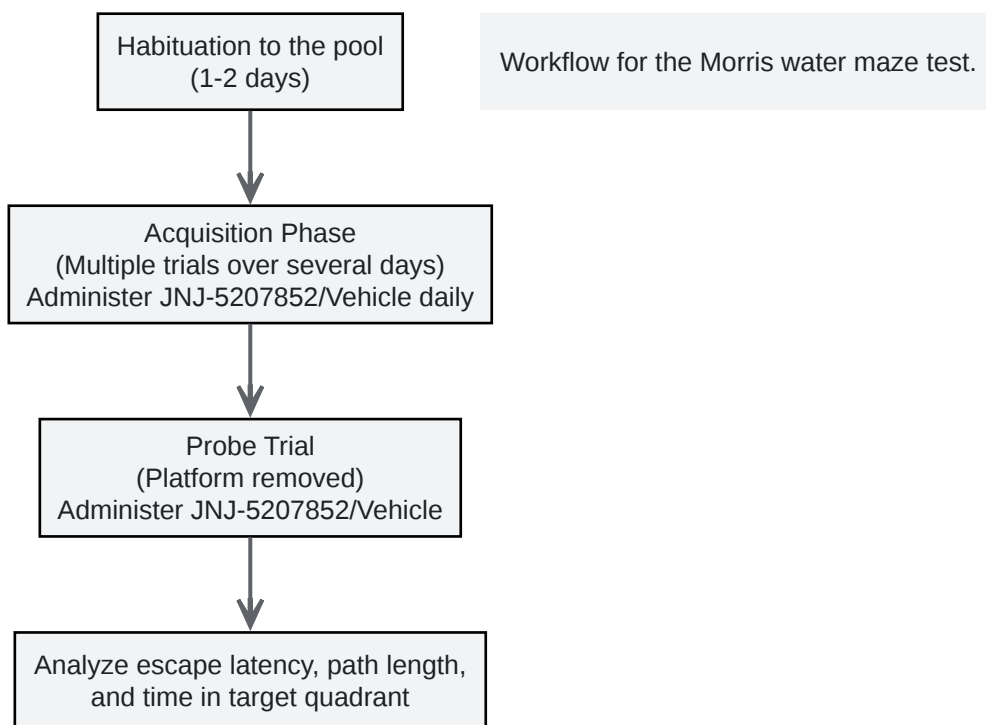 Habituation to the pool
(1-2 days)
Workflow for the Morris water maze test.
Acquisition Phase
(Multiple trials over several days)
Administer JNJ-5207852/Vehicle daily
Probe Trial
(Platform removed)
Administer JNJ-5207852/Vehicle
Analyze escape latency, path length,
and time in target quadrant